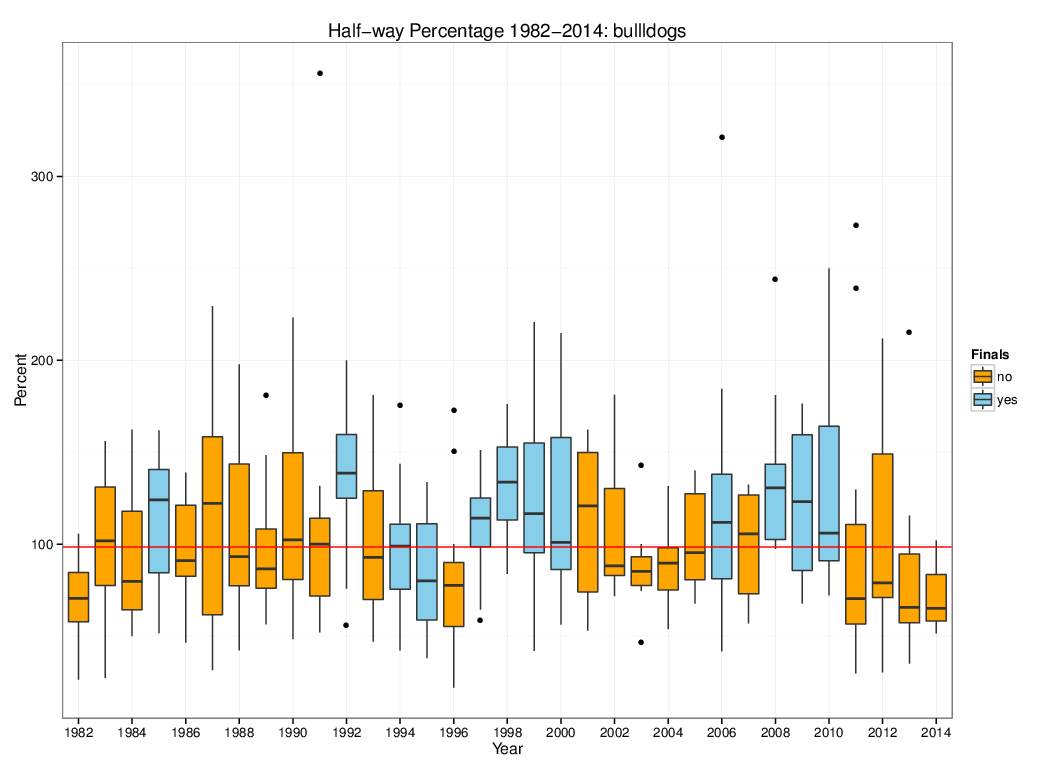 Half−way Percentage 1982−2014: bullldogs
Percent
300
200
100
1982 1984 1986 1988 1990 1992 1994 1996 1998 2000 2002 2004 2006 2008 2010 2012 2014
Year
Finals
no
yes